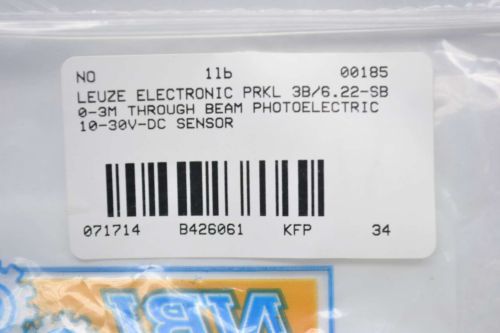 NO 1lb 00185
LEUZE ELECTRONIC PRKL 3B/6.22-SB
0-3M THROUGH BEAM PHOTOELECTRIC
10-30V-DC SENSOR
071714 B426061 KFP 34